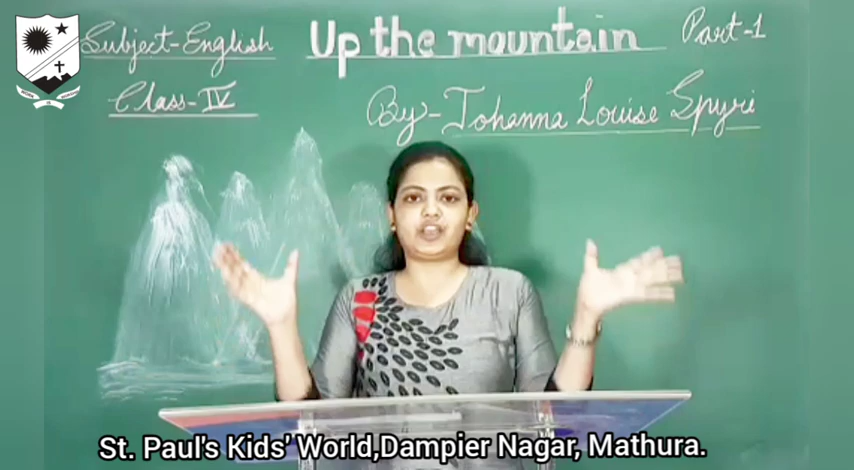 Subject-English
Up the mountain
Part-1
Class-IV
By-Johanna Louise Spyri
St. Paul's Kids' World,Dampier Nagar, Mathura.